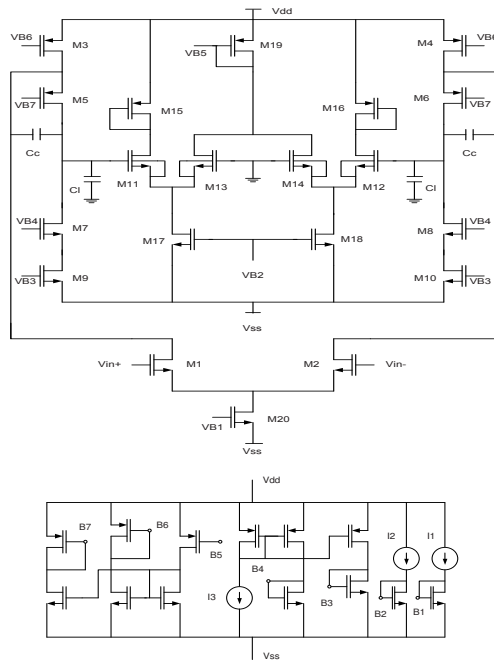 Vdd
VB6 M3 VB5 M19 M4 VB6
VB7 M5 M15 M16 M6 VB7
Cc Cc
Cl M11 M13 M14 M12 Cl
VB4 M7 M17 M18 M8 VB4
VB3 M9 VB2 M10 VB3
Vss
Vin+ M1 M2 Vin-
VB1 M20
Vss
Vdd
B7 B6 B5 B4 I3 B3 I2 I1
B2 B1
Vss